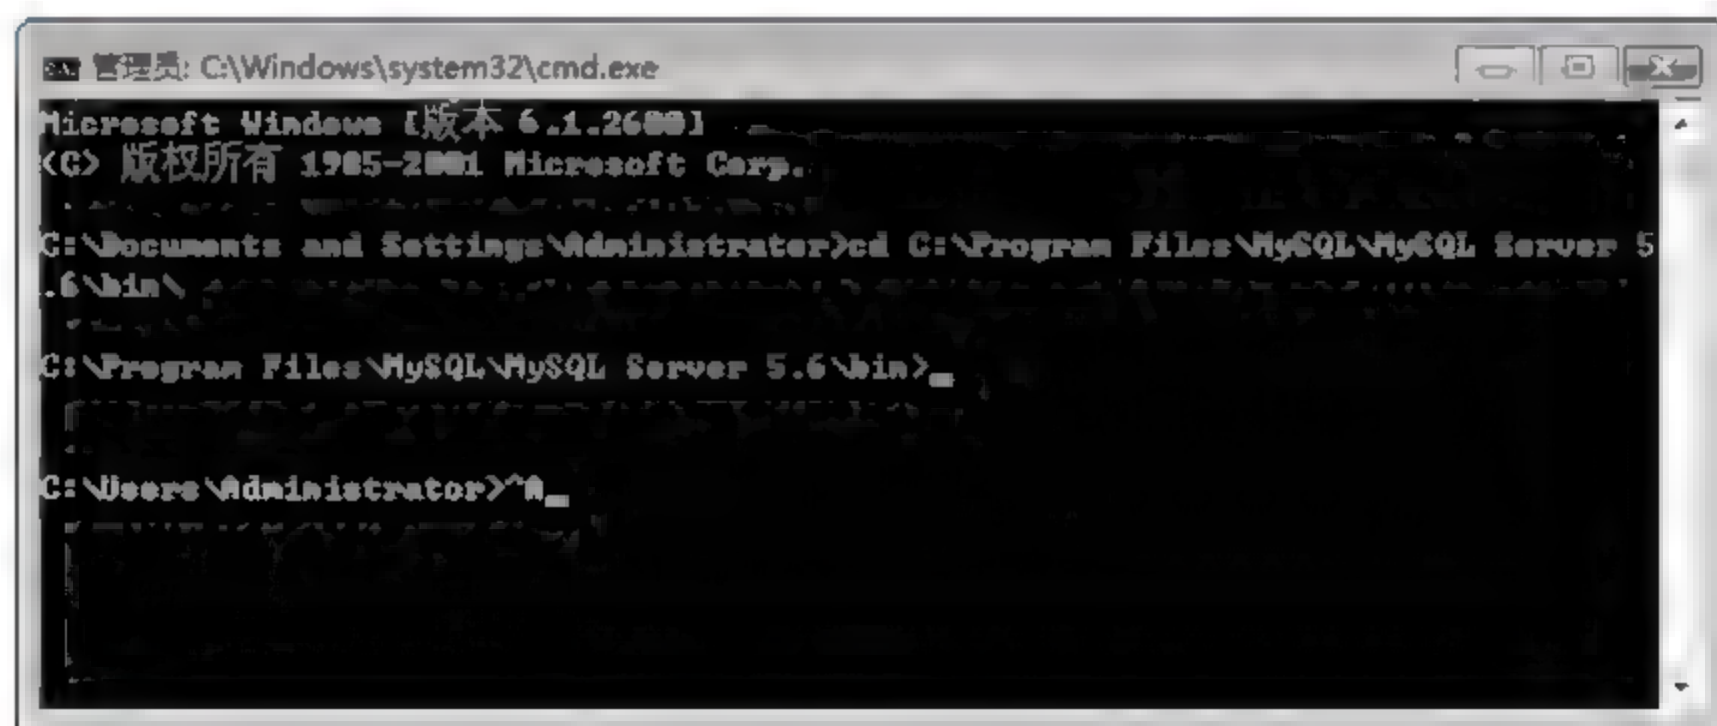 管理员: C:\Windows\system32\cmd.exe
Microsoft Windows [版本 6.1.2600]
(C) 版权所有 1985-2001 Microsoft Corp.
C:\Documents and Settings\Administrator>cd C:\Program Files\MySQL\MySQL Server 5
.6\bin\
C:\Program Files\MySQL\MySQL Server 5.6\bin>_
C:\Users\Administrator>^A_